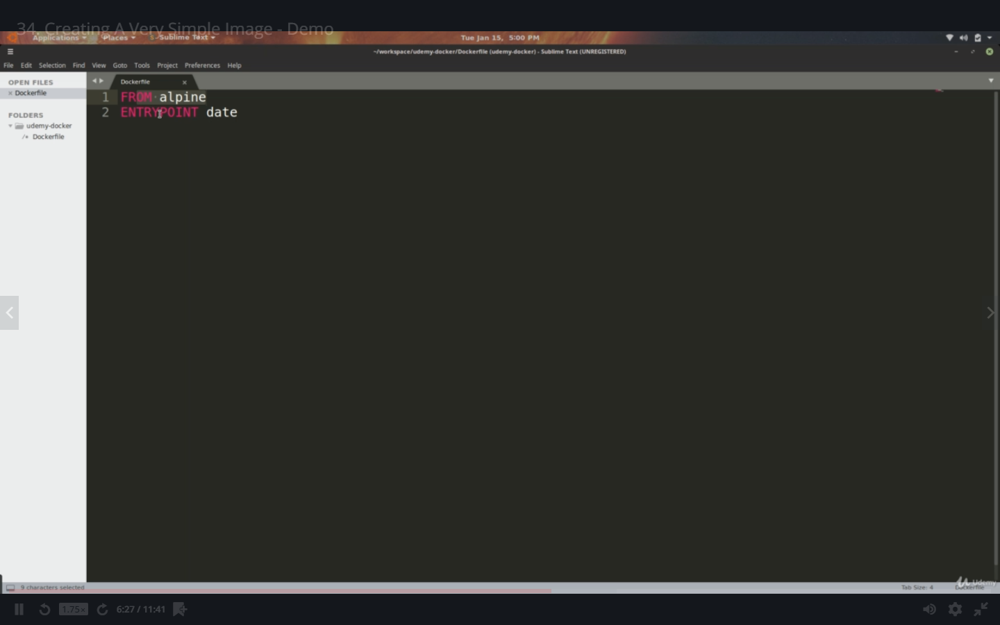 34. Creating A Very Simple Image - Demo
Applications Places Sublime Text Tue Jan 15, 5:00 PM
~/workspace/udemy-docker/Dockerfile (udemy-docker) - Sublime Text (UNREGISTERED)
File Edit Selection Find View Goto Tools Project Preferences Help
OPEN FILES
× Dockerfile
FOLDERS
udemy-docker
/* Dockerfile
Dockerfile ×
1 FROM alpine
2 ENTRYPOINT date
9 characters selected Tab Size: 4 Dockerfile
Udemy
1.75× 6:27 / 11:41